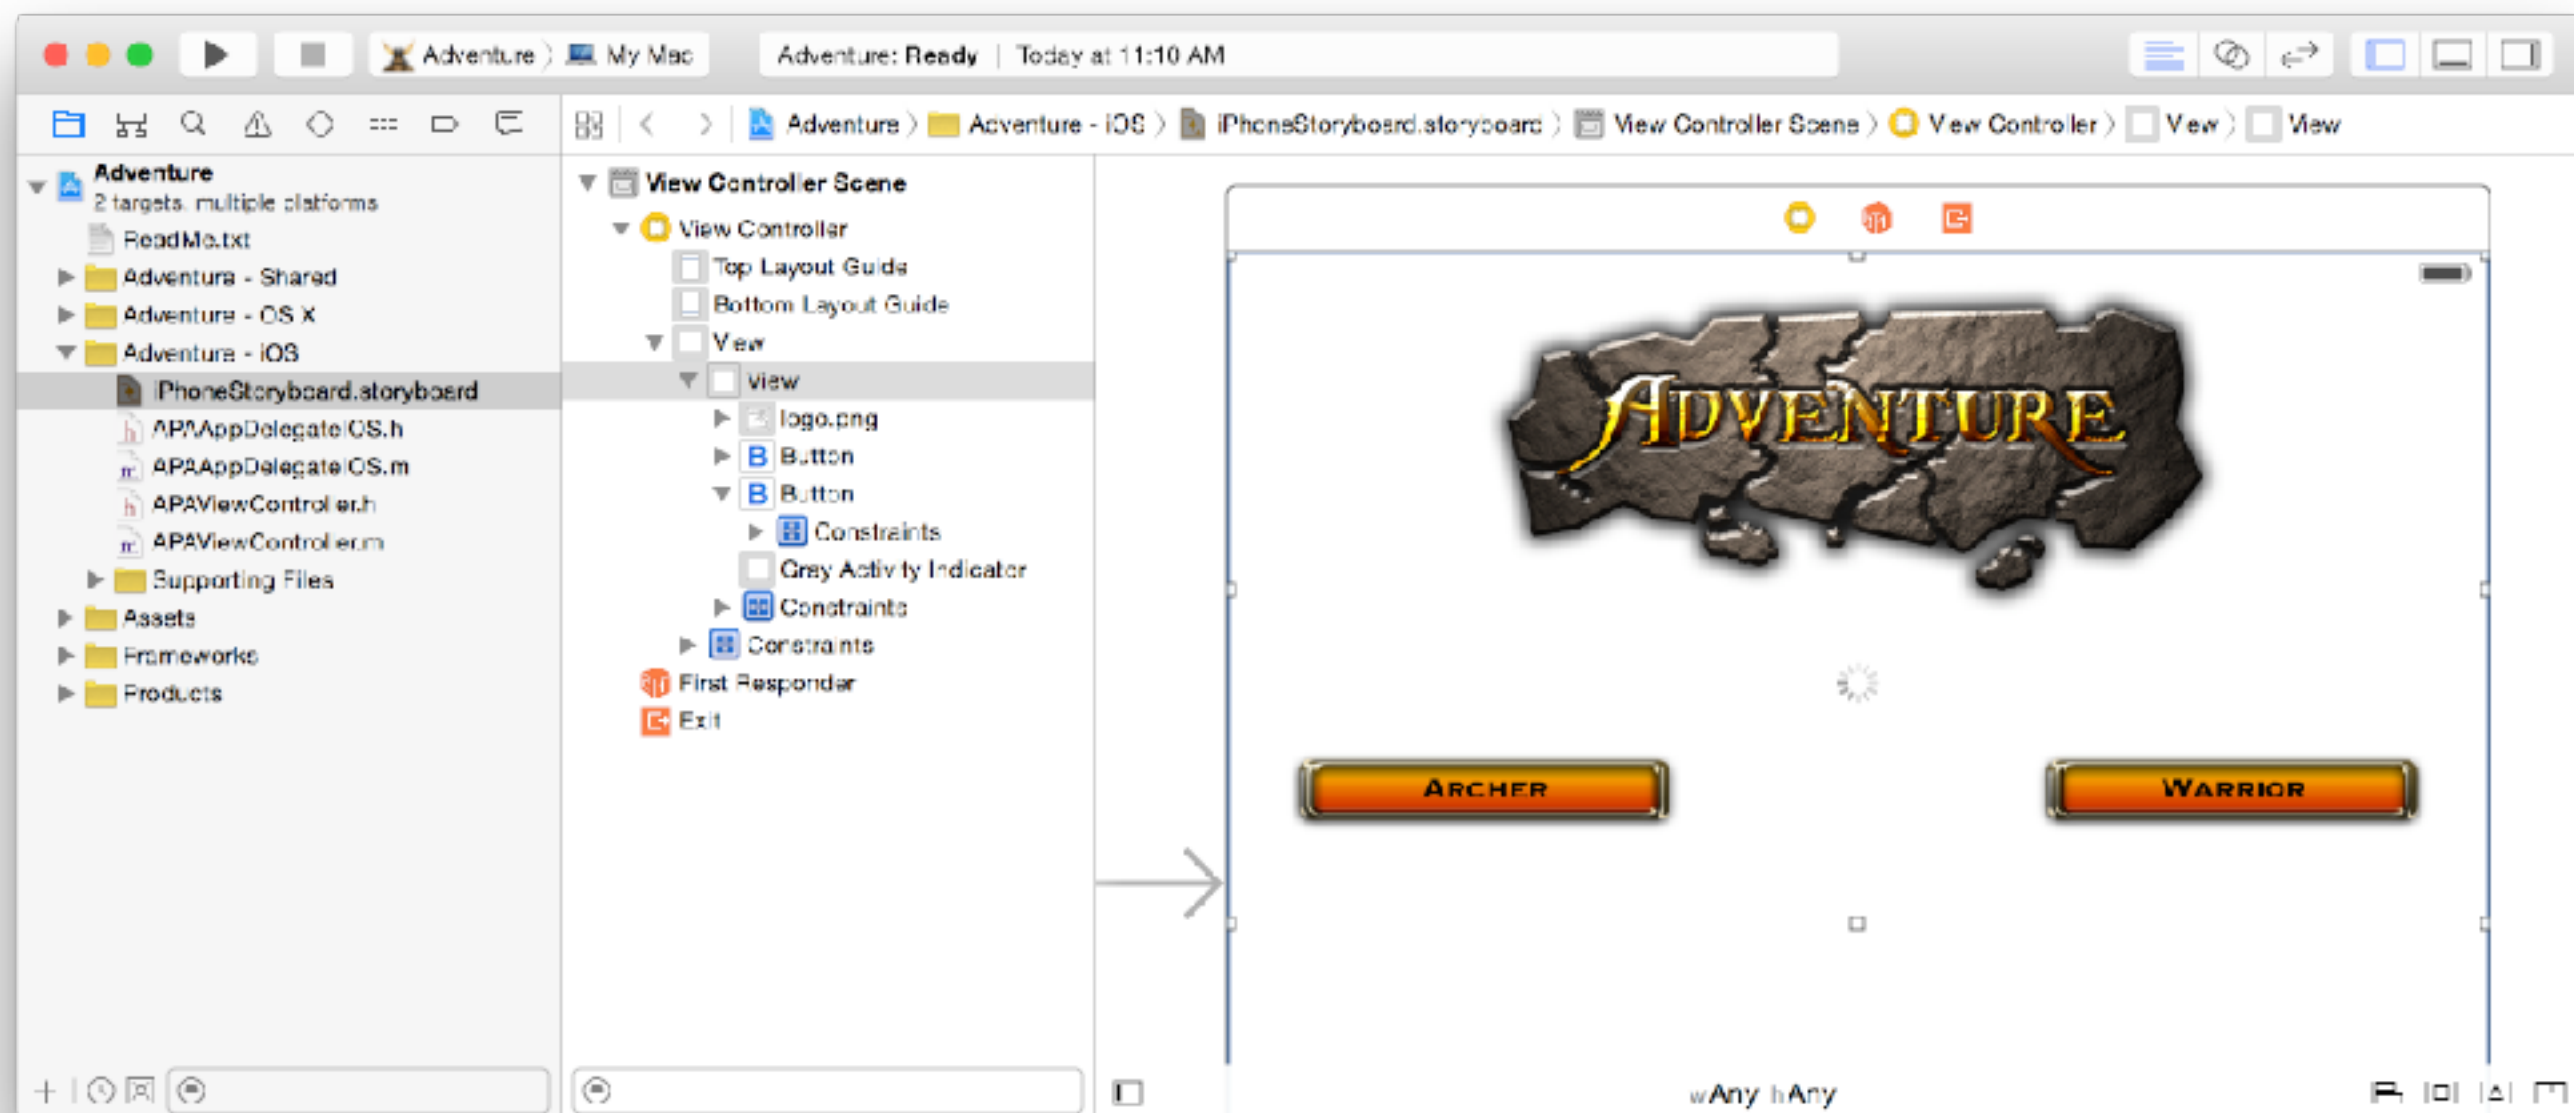 Adventure
My Mac
Adventure: Ready | Today at 11:10 AM
Adventure
Adventure - iOS
iPhoneStoryboard.storyboard
View Controller Scene
View Controller
View
View
Adventure
2 targets, multiple platforms
ReadMe.txt
Adventure - Shared
Adventure - OS X
Adventure - iOS
iPhoneStoryboard.storyboard
APAAppDelegateIOS.h
APAAppDelegateIOS.m
APAViewController.h
APAViewController.m
Supporting Files
Assets
Frameworks
Products
View Controller Scene
View Controller
Top Layout Guide
Bottom Layout Guide
View
View
logo.png
B Button
B Button
Constraints
Gray Activity Indicator
Constraints
Constraints
First Responder
Exit
ADVENTURE
ARCHER
WARRIOR
wAny hAny